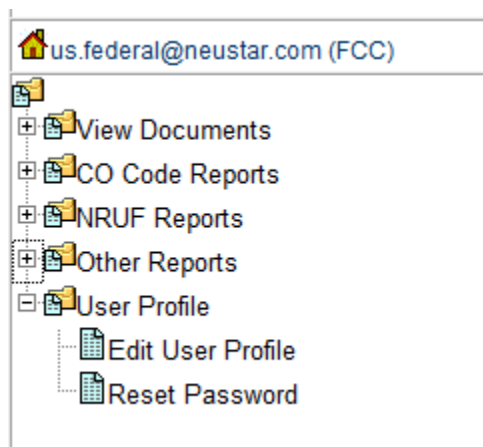 us.federal@neustar.com (FCC)
View Documents
CO Code Reports
NRUF Reports
Other Reports
User Profile
Edit User Profile
Reset Password